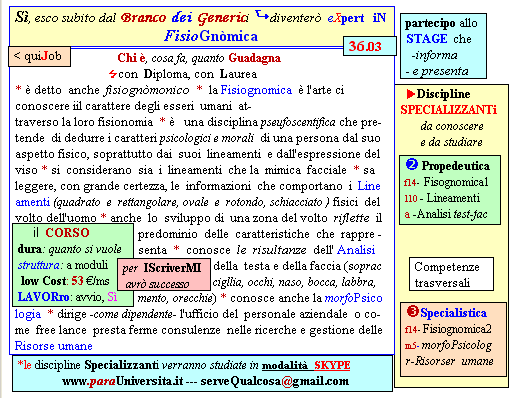 Sì, esco subito dal Branco dei Generici diventerò eXpert iN
FisioGnòmica
36.03
< quiJob
Chi è, cosa fa, quanto Guadagna
con Diploma, con Laurea
* è detto anche fisiognòmonico * la Fisiognomica è l'arte ci
conoscere iil carattere degli esseri umani at-
traverso la loro fisionomia * è una disciplina pseufoscentifica che pre-
tende di dedurre i caratteri psicologici e morali di una persona dal suo
aspetto fisico, soprattutto dai suoi lineamenti e dall'espressione del
viso * si considerano sia i lineamenti che la mimica facciale * sa
leggere, con grande certezza, le informazioni che comportano i Line
amenti (quadrato e rettangolare, ovale e rotondo, schiacciato ) fisici del
volto dell'uomo * anche lo sviluppo di una zona del volto riflette il
predominio delle caratteristiche che rappre-
senta * conosce le risultanze dell' Analisi
della testa e della faccia (soprac
cigllia, occhi, naso, bocca, labbra,
mento, orecchie) * conosce anche la morfoPsico
logia * dirige -come dipendente- l'ufficio del personale aziendale o co-
me free lance presta ferme consulenze nelle ricerche e gestione delle
Risorse umane
il CORSO
dura: quanto si vuole
struttura: a moduli
low Cost: 53 €/ms
LAVORro: avvio, Sì
per IScriverMI
avrò successo
*le discipline Specializzanti verranno studiate in modalità SKYPE
www.paraUniversita.it --- serveQualcosa@gmail.com
partecipo allo
STAGE che
-informa
- e presenta
Discipline
SPECIALIZZANTi
da conoscere
e da studiare
2 Propedeutica
f14- Fisognomica1
110 - Lineamenti
a -Analisi test-fac
Competenze
trasversali
3 Specialistica
f14- Fisiognomica2
m5- morfoPsicolog
r-Risorser umane